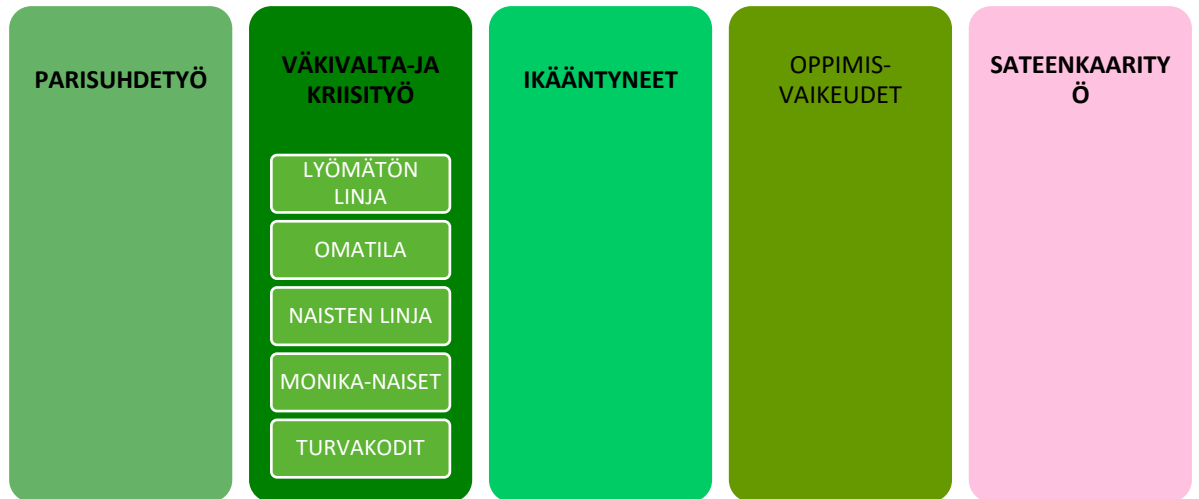 PARISUHDETYÖ
VÄKIVALTA-JA
KRIISITYÖ
LYÖMÄTÖN
LINJA
OMATILA
NAISTEN LINJA
MONIKA-NAISET
TURVAKODIT
IKÄÄNTYNEET
OPPIMIS-
VAIKEUDET
SATEENKAARITY
Ö